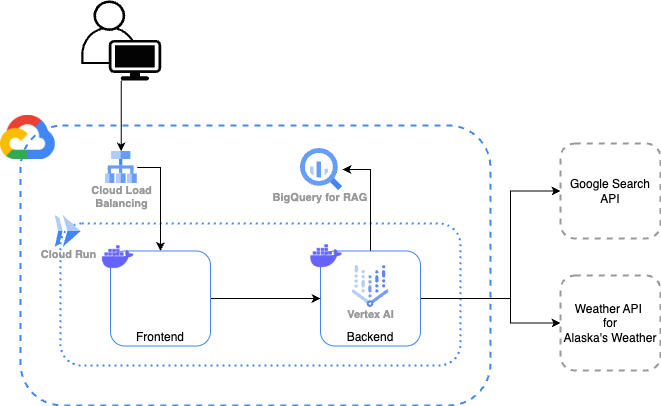 Cloud Load
Balancing
BigQuery for RAG
Google Search
API
Cloud Run
Vertex AI
Frontend
Backend
Weather API
for
Alaska's Weather